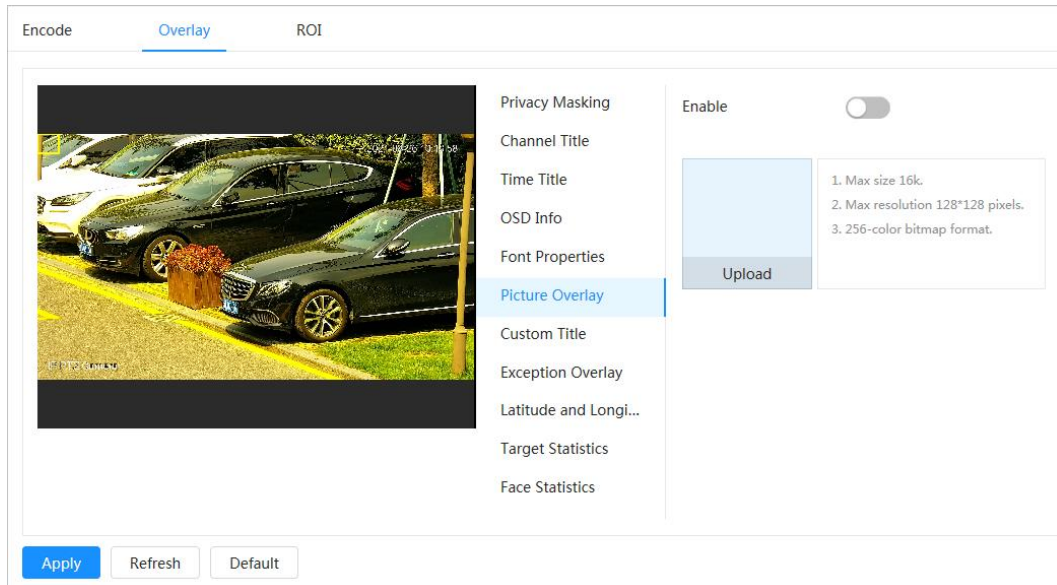 Encode
Overlay
ROI
Privacy Masking
Channel Title
Time Title
OSD Info
Font Properties
Picture Overlay
Custom Title
Exception Overlay
Latitude and Longi...
Target Statistics
Face Statistics
Enable
Upload
1. Max size 16k.
2. Max resolution 128*128 pixels.
3. 256-color bitmap format.
Apply
Refresh
Default